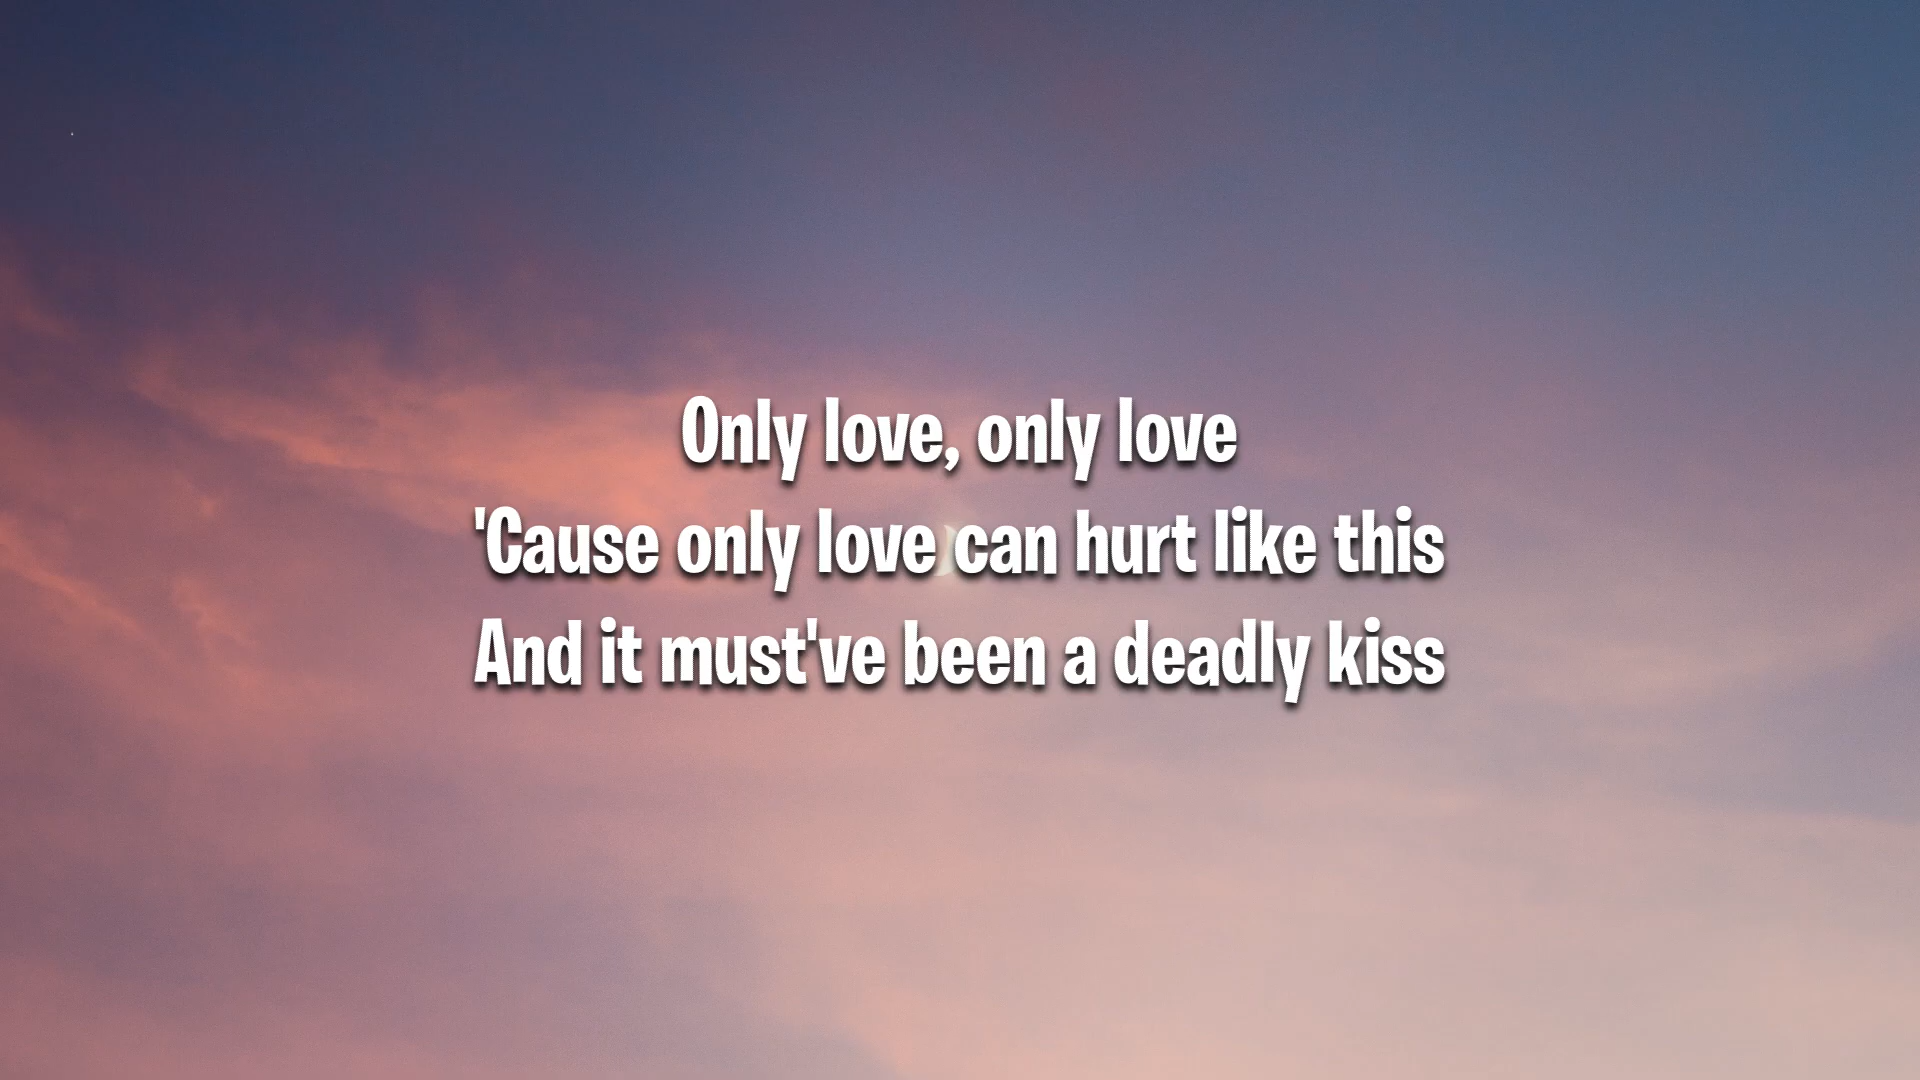 Only love, only love
'Cause only love can hurt like this
And it must've been a deadly kiss